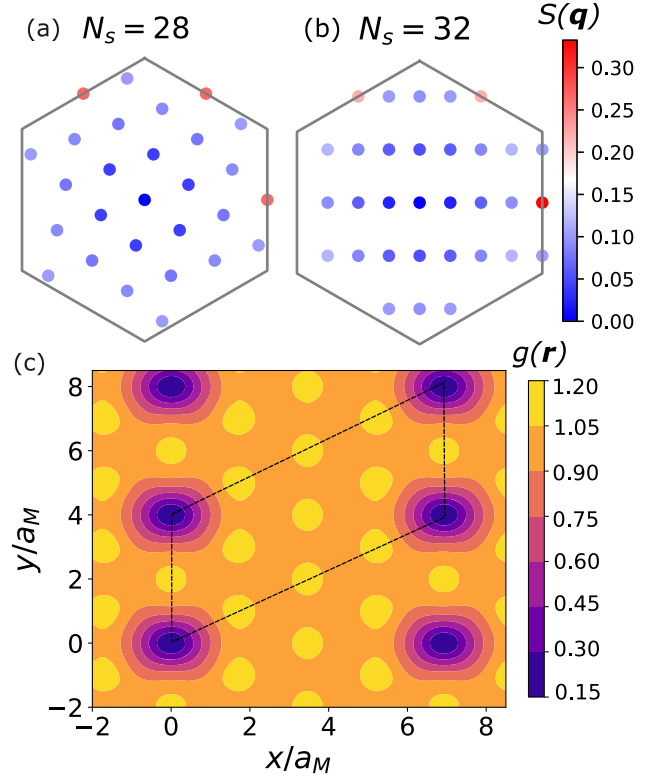 (a) N_s = 28
(b) N_s = 32
S(q)
0.30
0.25
0.20
0.15
0.10
0.05
0.00
(c)
g(r)
1.20
1.05
0.90
0.75
0.60
0.45
0.30
0.15
y/a_M
8
6
4
2
0
−2
−2 0 2 4 6 8
x/a_M